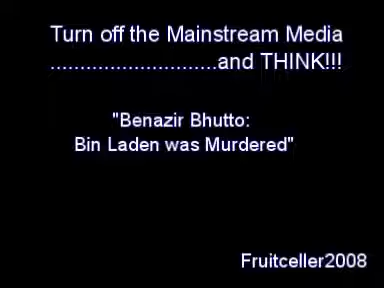 Turn off the Mainstream Media
............................and THINK!!!
"Benazir Bhutto:
Bin Laden was Murdered"
Fruitceller2008